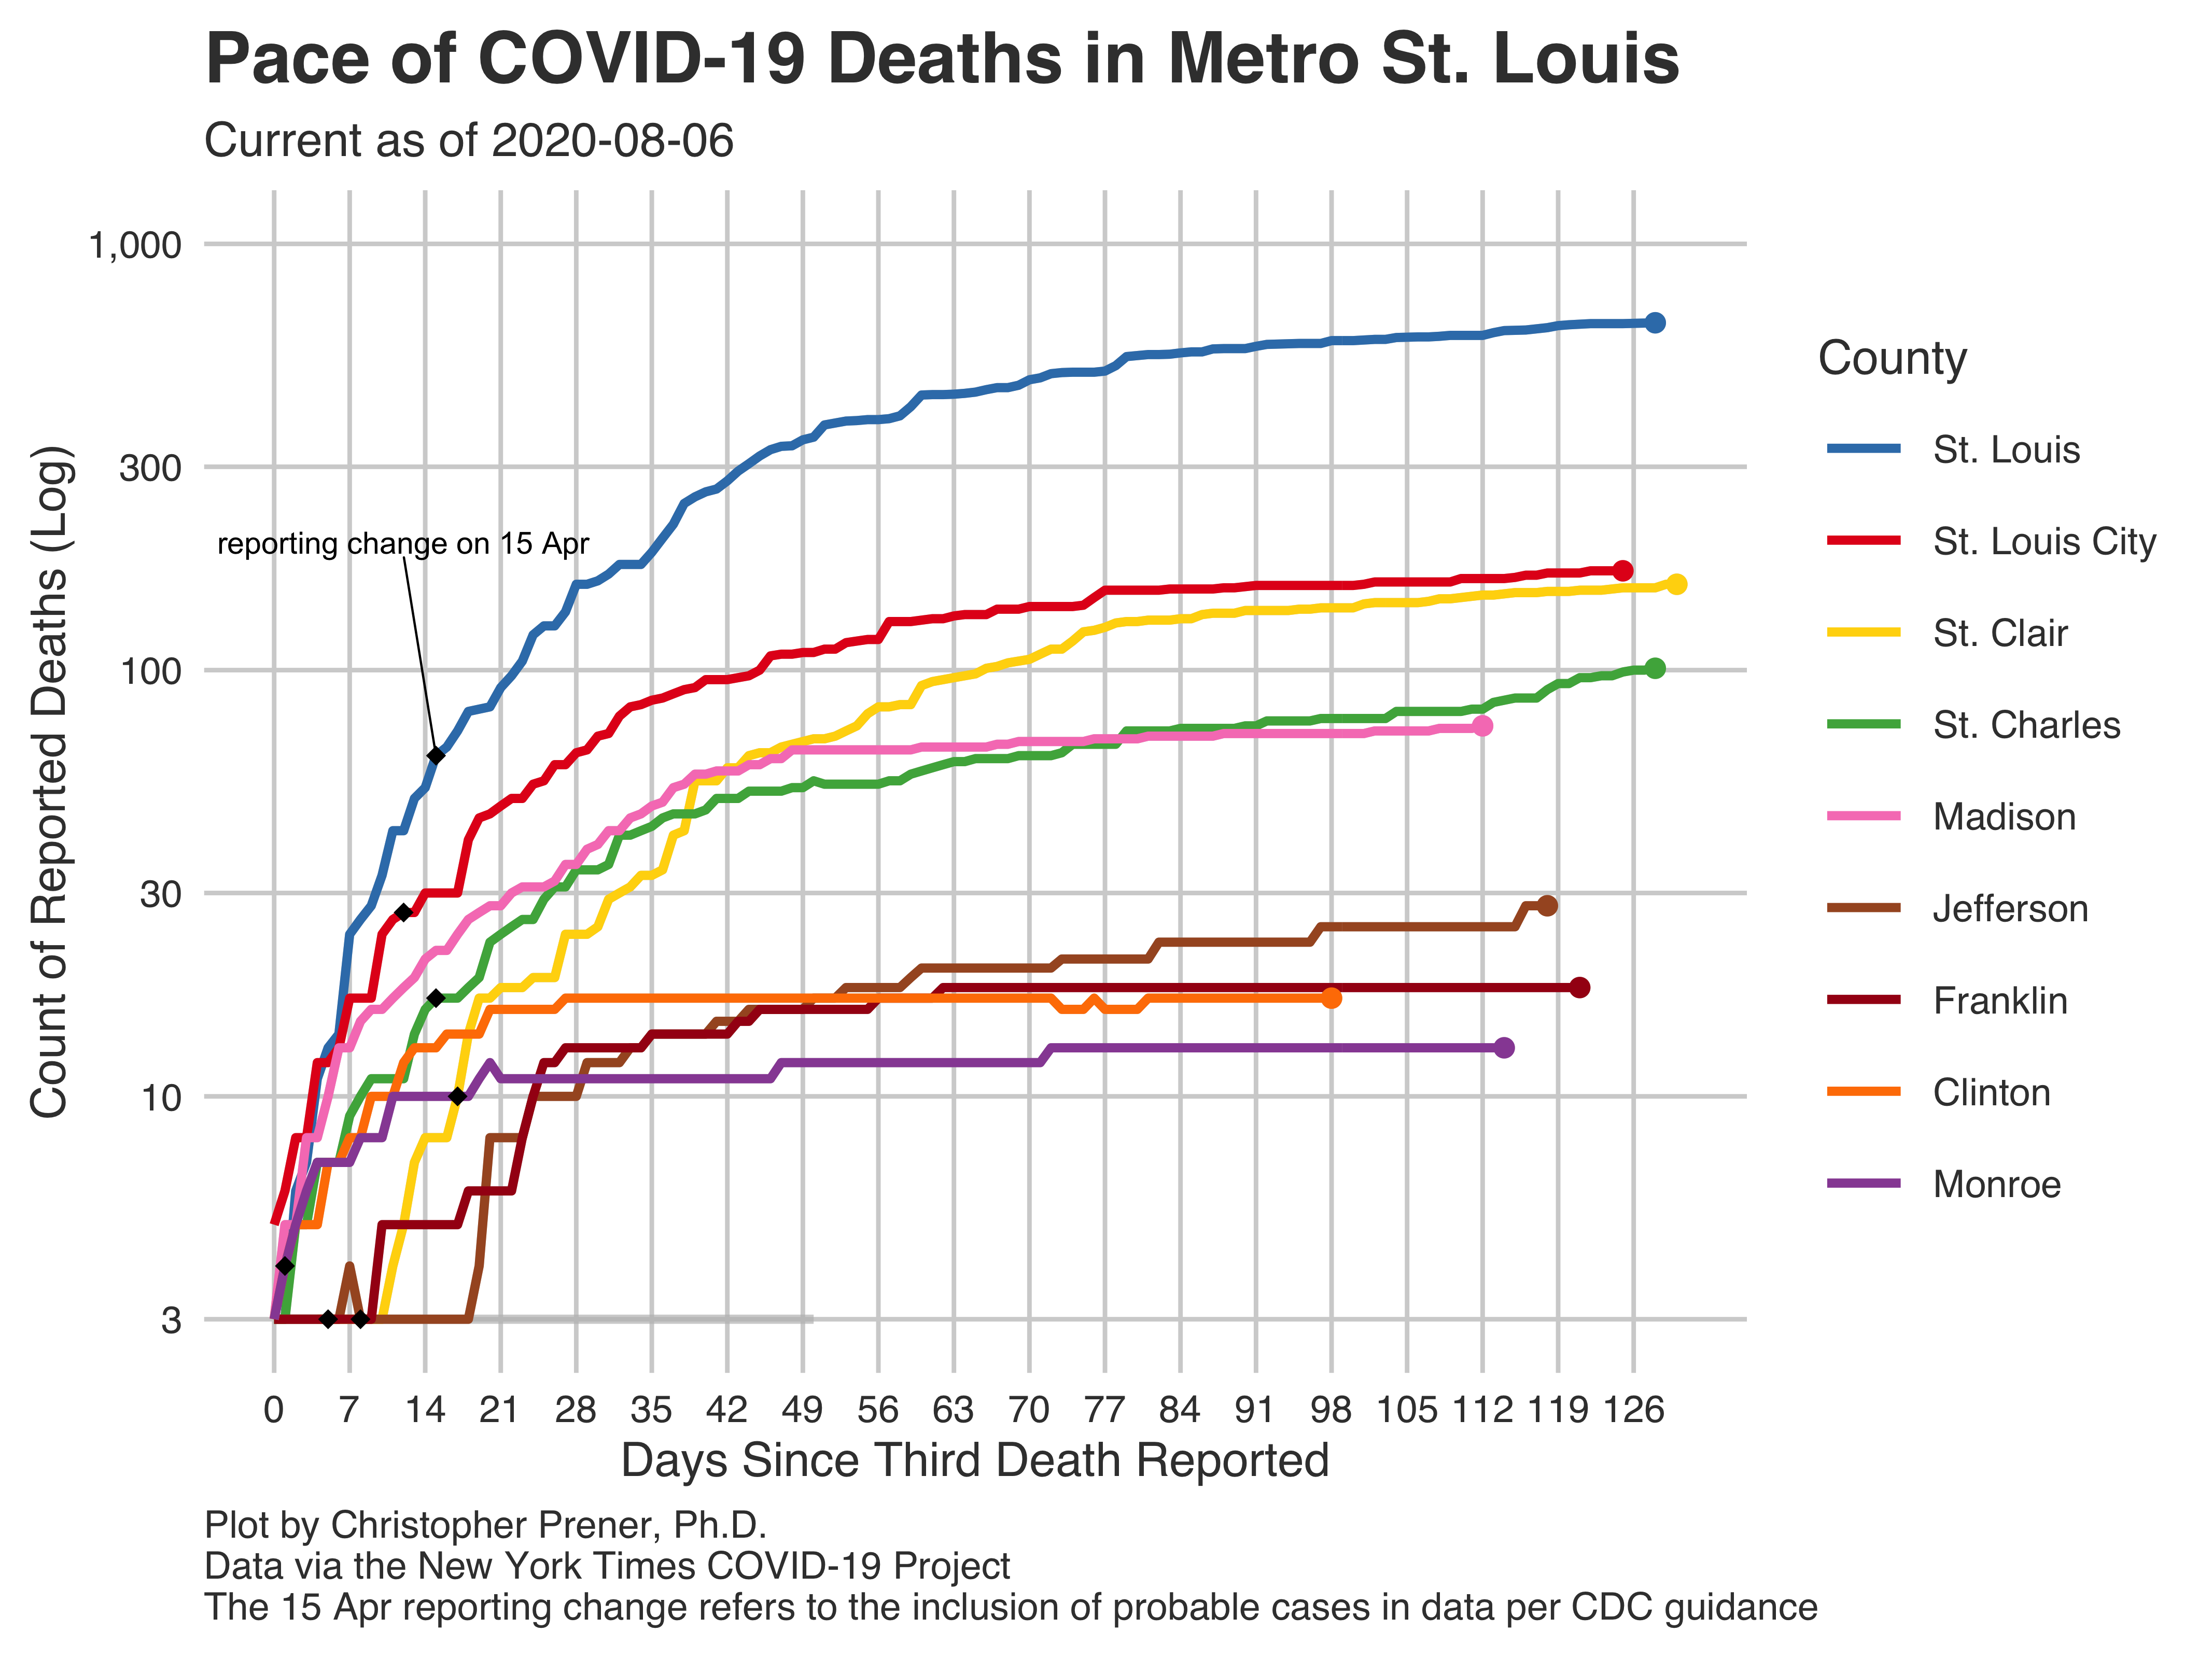 Pace of COVID-19 Deaths in Metro St. Louis
Current as of 2020-08-06
Count of Reported Deaths (Log)
1,000
300
100
30
10
3
reporting change on 15 Apr
0 7 14 21 28 35 42 49 56 63 70 77 84 91 98 105 112 119 126
Days Since Third Death Reported
County
St. Louis
St. Louis City
St. Clair
St. Charles
Madison
Jefferson
Franklin
Clinton
Monroe
Plot by Christopher Prener, Ph.D.
Data via the New York Times COVID-19 Project
The 15 Apr reporting change refers to the inclusion of probable cases in data per CDC guidance